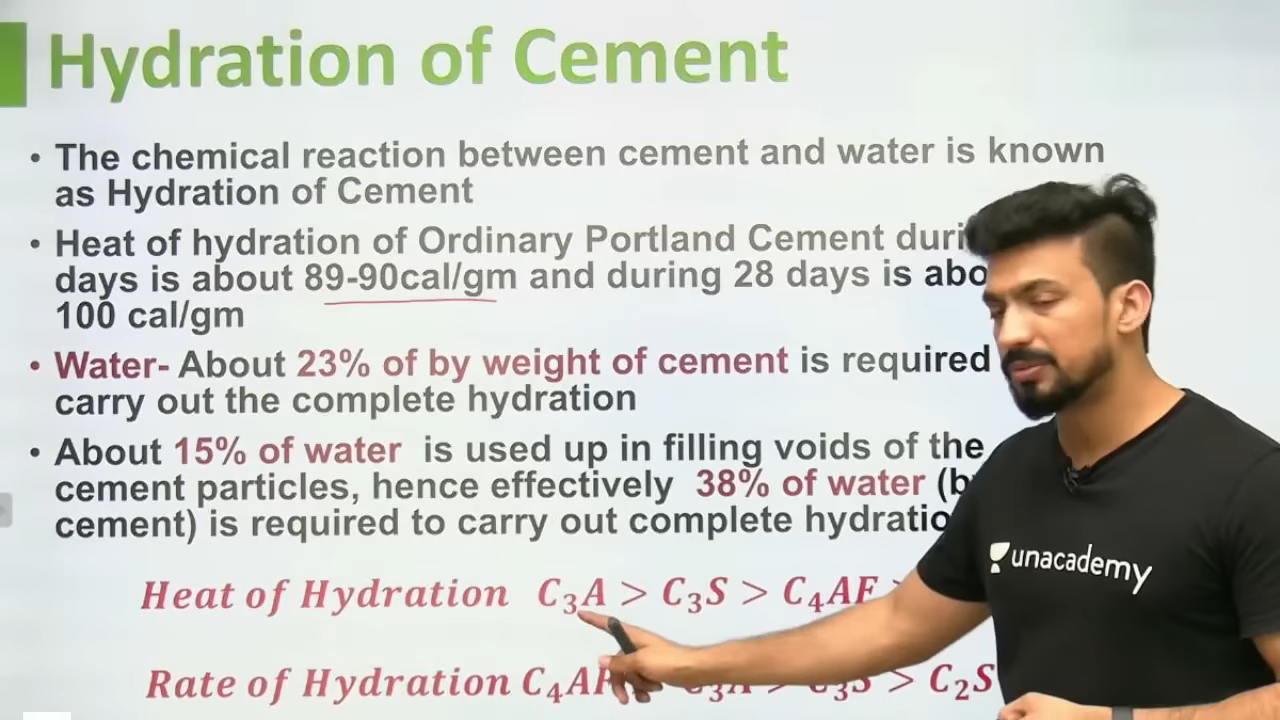 Hydration of Cement
• The chemical reaction between cement and water is known
as Hydration of Cement
• Heat of hydration of Ordinary Portland Cement
days is about 89-90cal/gm and during 28 days is
100 cal/gm
• Water- About 23% of by weight of cement is required
carry out the complete hydration
• About 15% of water is used up in filling voids of the
cement particles, hence effectively 38% of water
cement) is required to carry out complete
Heat of Hydration C₃A > C₃S > C₄AF
Rate of Hydration > C₂S
unacademy